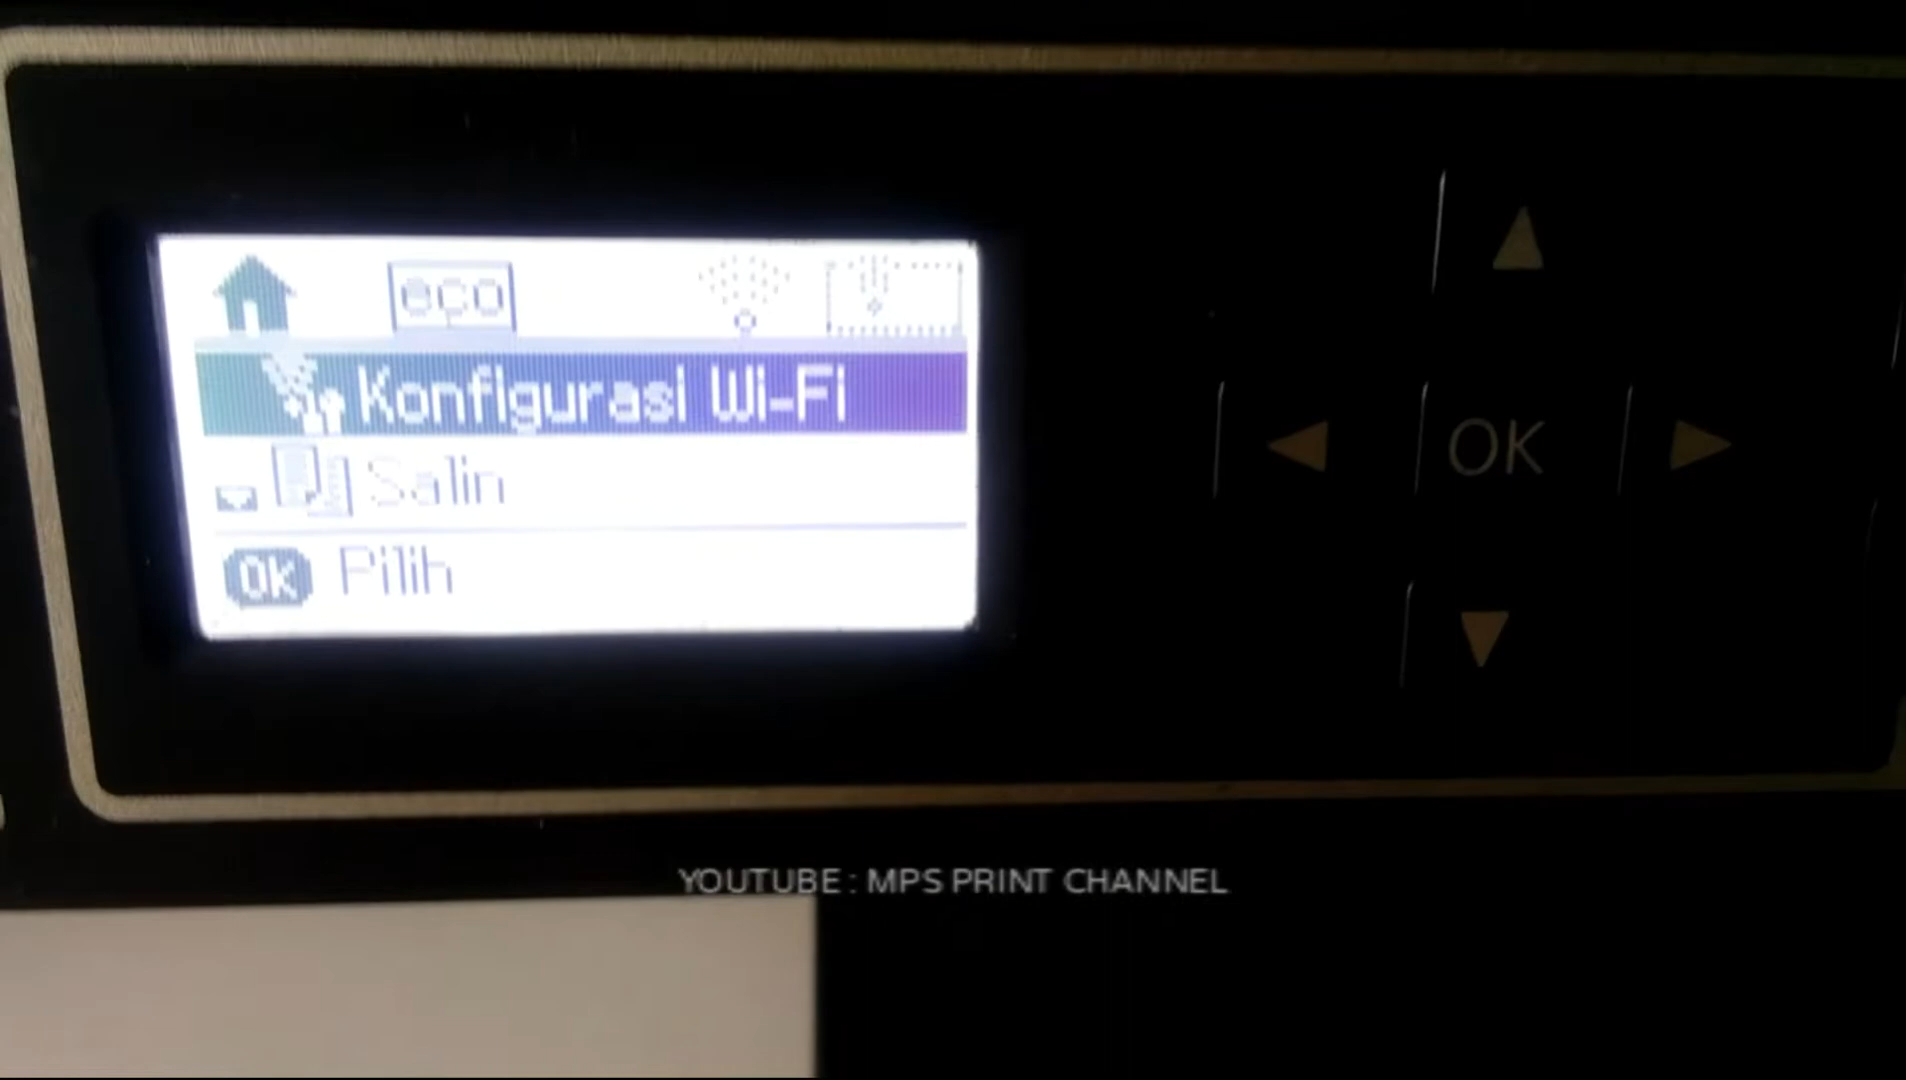 eco
Konfigurasi Wi-Fi
Salin
OK Pilih
OK
YOUTUBE : MPS PRINT CHANNEL